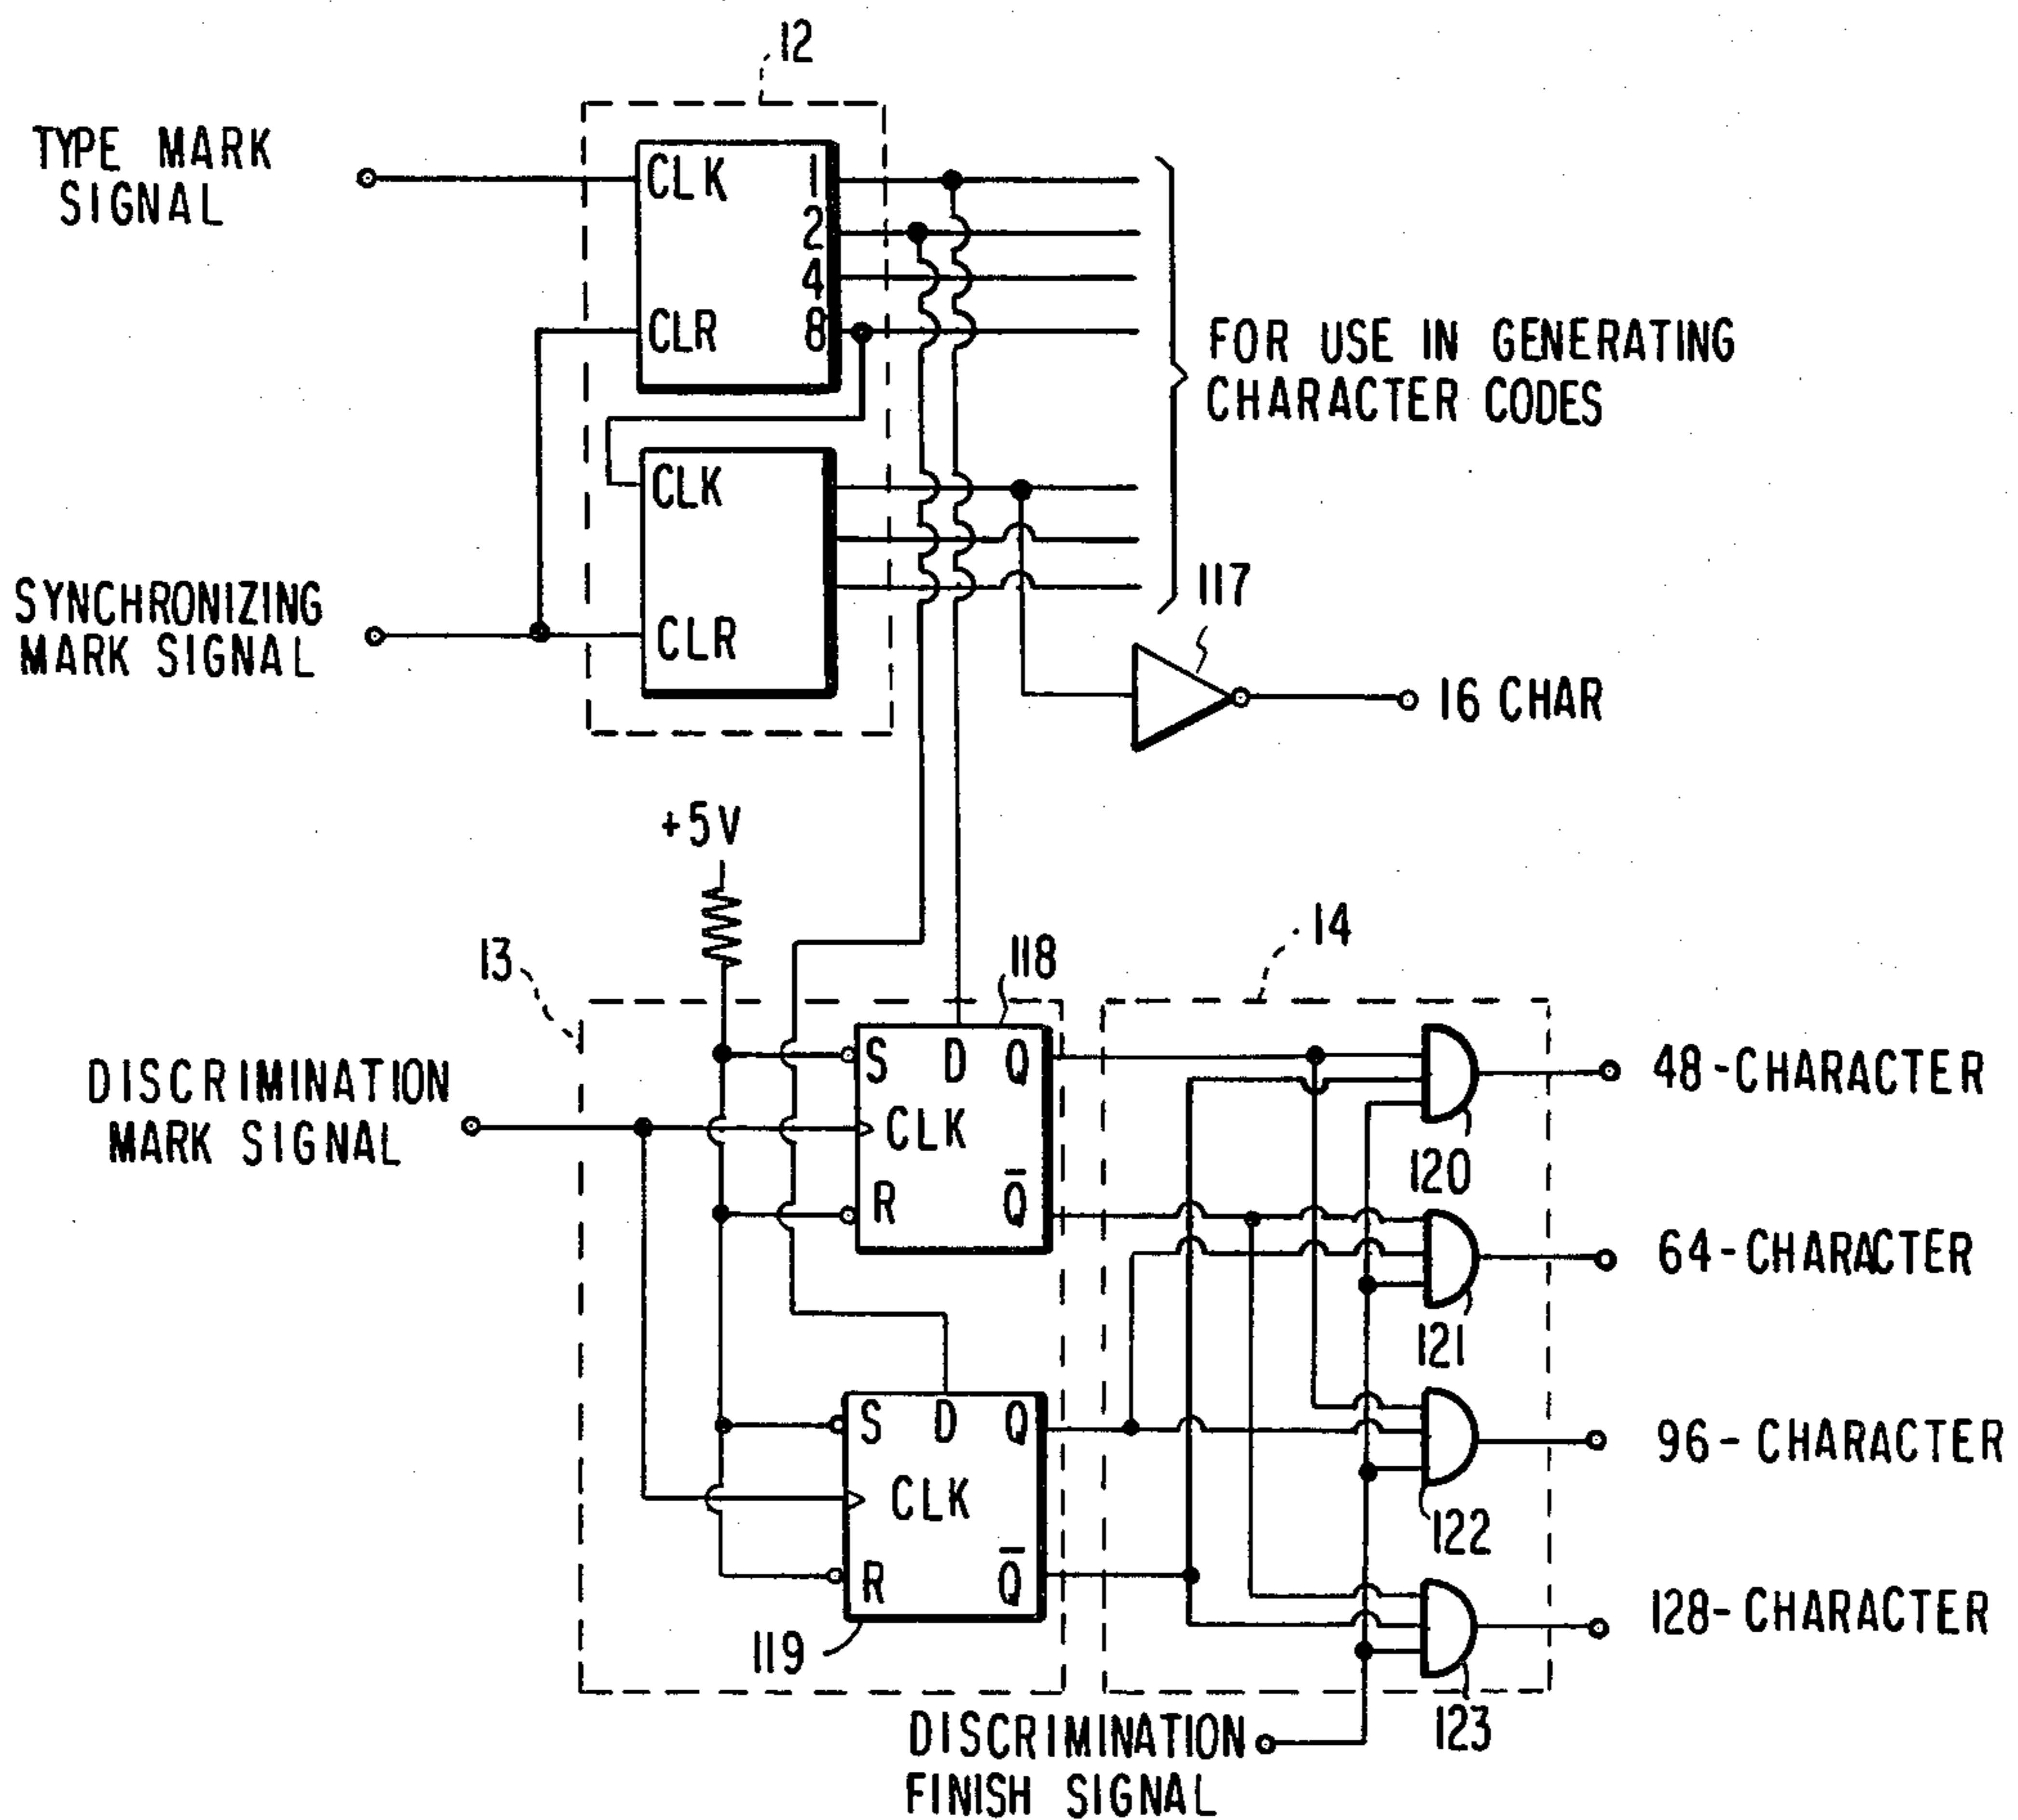 12
TYPE MARK
SIGNAL
CLK
1
2
4
8
CLR
FOR USE IN GENERATING
CHARACTER CODES
CLK
CLR
SYNCHRONIZING
MARK SIGNAL
117
16 CHAR
+5V
13
118
14
DISCRIMINATION
MARK SIGNAL
S D Q
CLK
R Q̅
48-CHARACTER
120
64-CHARACTER
121
S D Q
CLK
R Q̅
119
96-CHARACTER
122
128-CHARACTER
123
DISCRIMINATION
FINISH SIGNAL